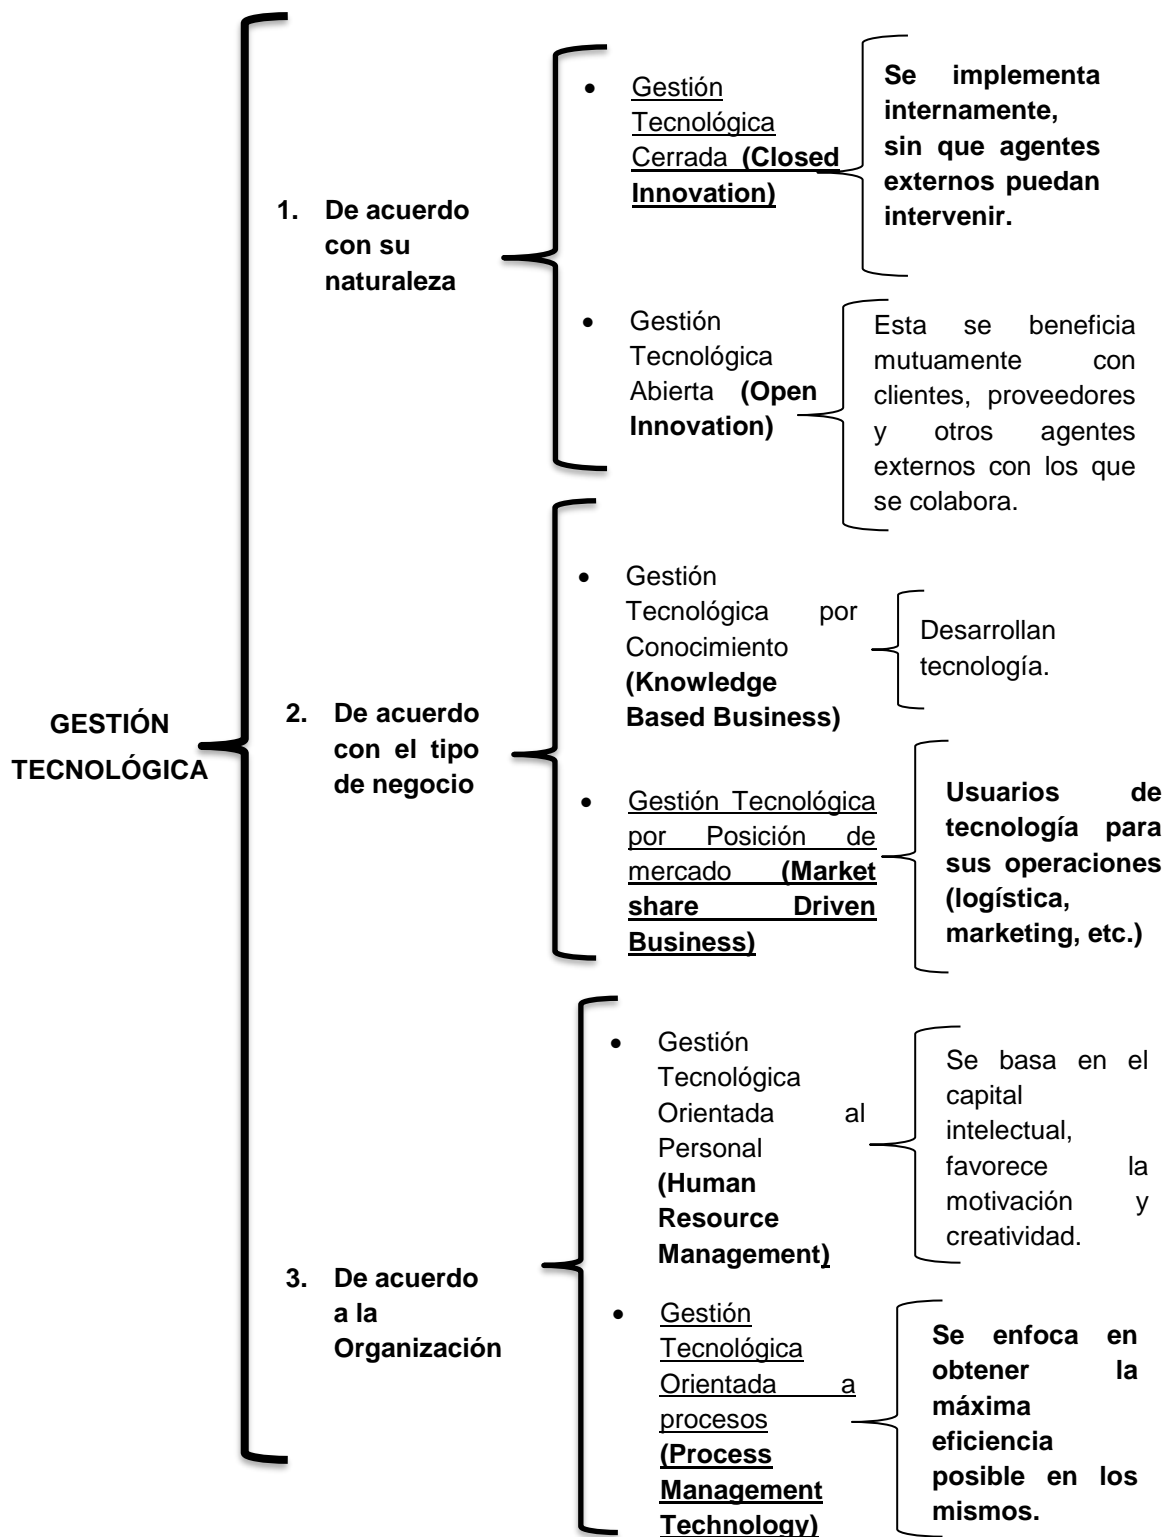 GESTIÓN
TECNOLÓGICA
1. De acuerdo
con su
naturaleza
• Gestión
Tecnológica
Cerrada (Closed
Innovation)
Se implementa
internamente,
sin que agentes
externos puedan
intervenir.
• Gestión
Tecnológica
Abierta (Open
Innovation)
Esta se beneficia
mutuamente con
clientes, proveedores
y otros agentes
externos con los que
se colabora.
2. De acuerdo
con el tipo
de negocio
• Gestión
Tecnológica por
Conocimiento
(Knowledge
Based Business)
Desarrollan
tecnología.
• Gestión Tecnológica
por Posición de
mercado (Market
share Driven
Business)
Usuarios de
tecnología para
sus operaciones
(logística,
marketing, etc.)
3. De acuerdo
a la
Organización
• Gestión
Tecnológica
Orientada al
Personal
(Human
Resource
Management)
Se basa en el
capital
intelectual,
favorece la
motivación y
creatividad.
• Gestión
Tecnológica
Orientada a
procesos
(Process
Management
Technology)
Se enfoca en
obtener la
máxima
eficiencia
posible en los
mismos.